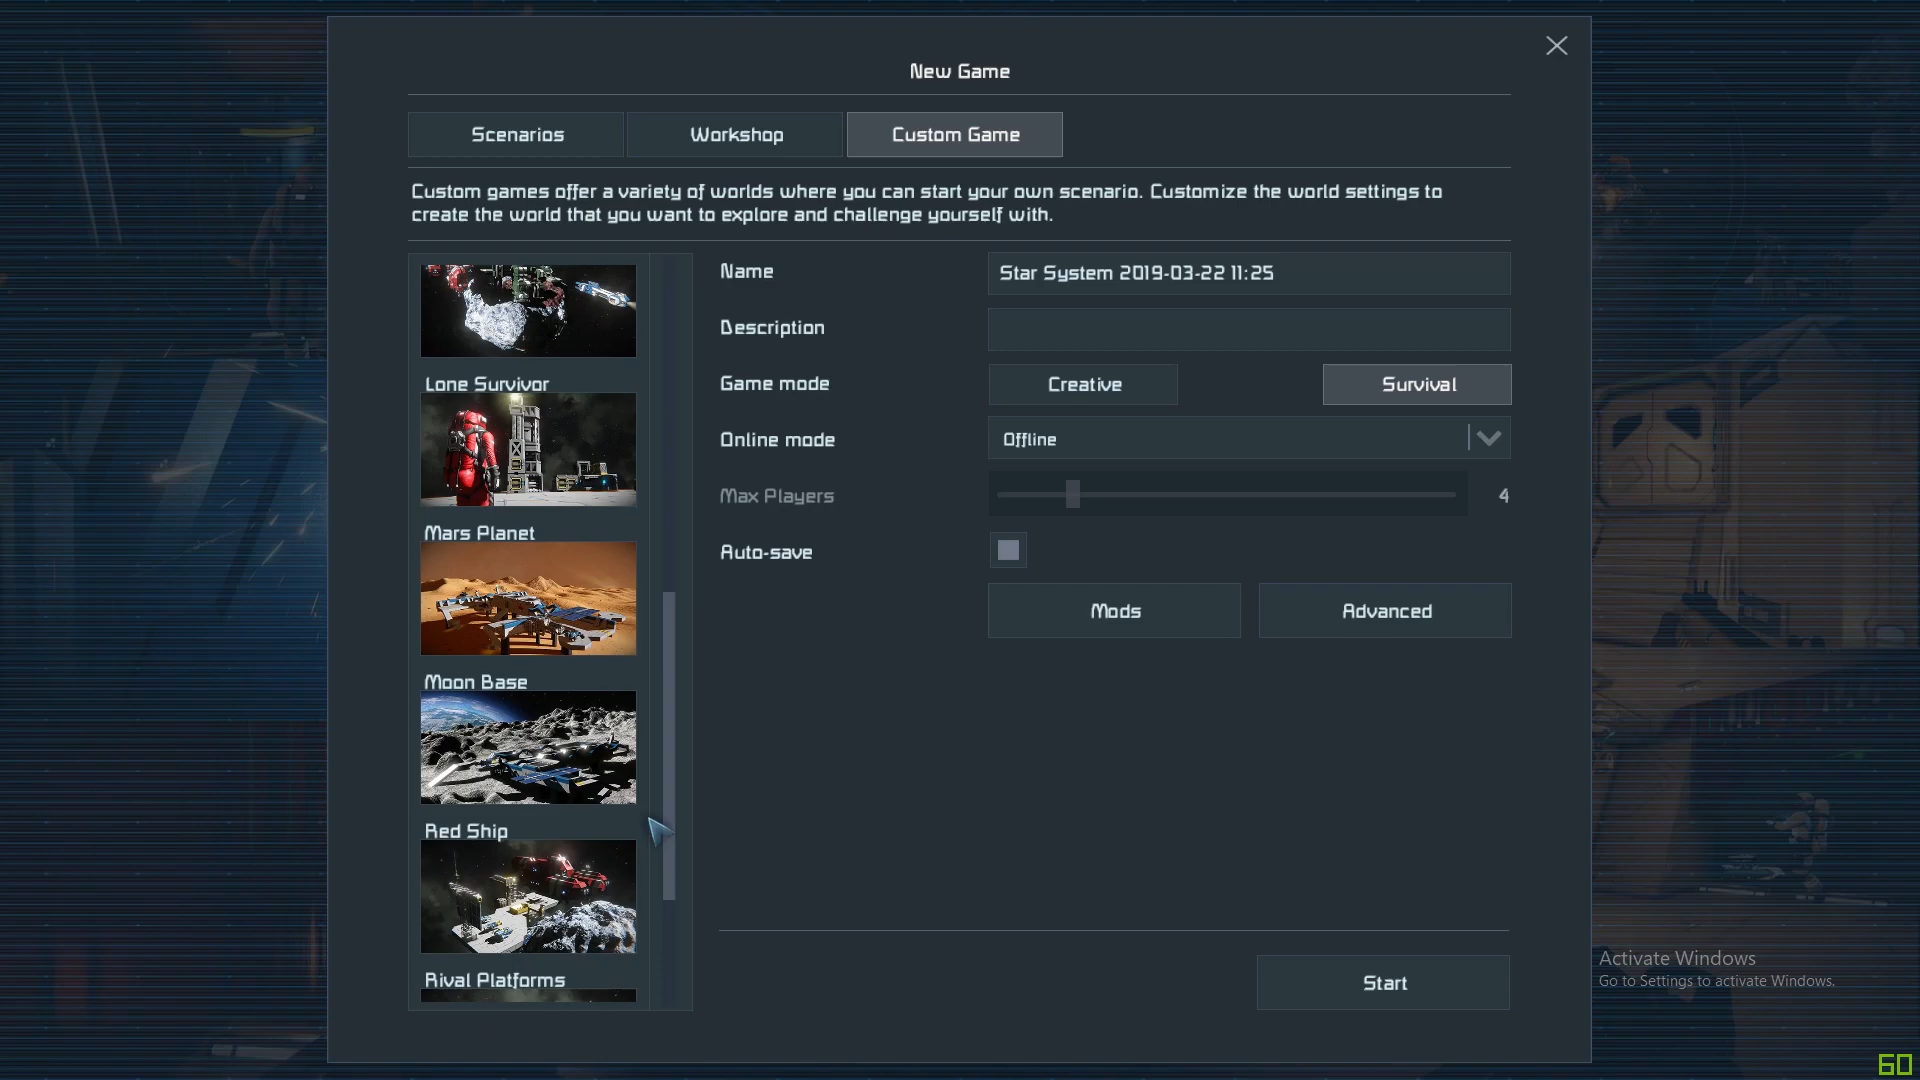 New Game
Scenarios
Workshop
Custom Game
Custom games offer a variety of worlds where you can start your own scenario. Customize the world settings to
create the world that you want to explore and challenge yourself with.
Lone Survivor
Mars Planet
Moon Base
Red Ship
Rival Platforms
Name
Star System 2019-03-22 11:25
Description
Game mode
Creative
Survival
Online mode
Offline
Max Players
4
Auto-save
Mods
Advanced
Start
Activate Windows
Go to Settings to activate Windows.
60